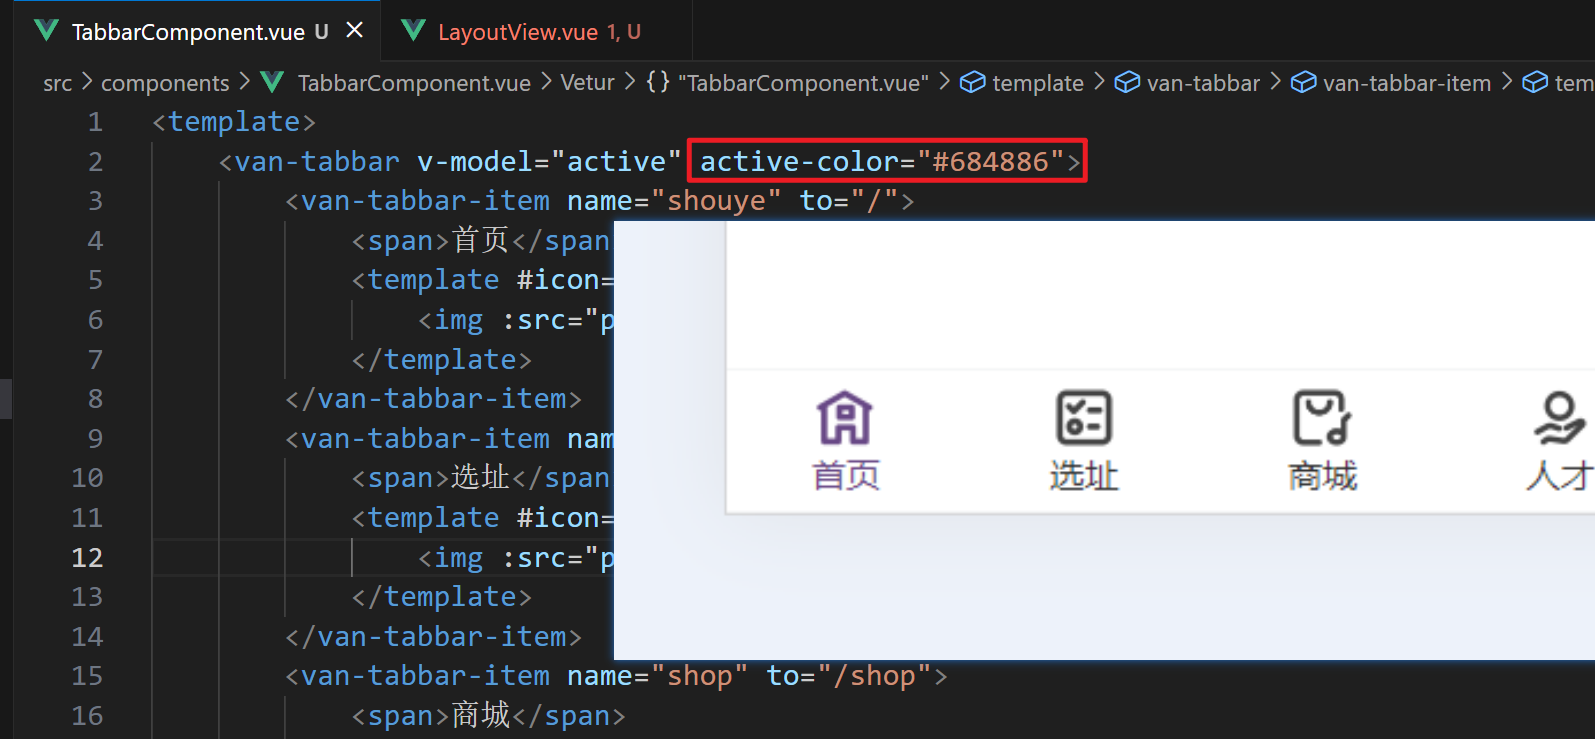 TabbarComponent.vue U ×
LayoutView.vue 1, U
src > components > TabbarComponent.vue > Vetur > {} "TabbarComponent.vue" > template > van-tabbar > van-tabbar-item > tem
1 <template>
2 <van-tabbar v-model="active" active-color="#684886">
3 <van-tabbar-item name="shouye" to="/">
4 <span>首页</span
5 <template #icon=
6 <img :src="p
7 </template>
8 </van-tabbar-item>
9 <van-tabbar-item nam
10 <span>选址</span
11 <template #icon=
12 <img :src="p
13 </template>
14 </van-tabbar-item>
15 <van-tabbar-item name="shop" to="/shop">
16 <span>商城</span>
首页 选址 商城 人才